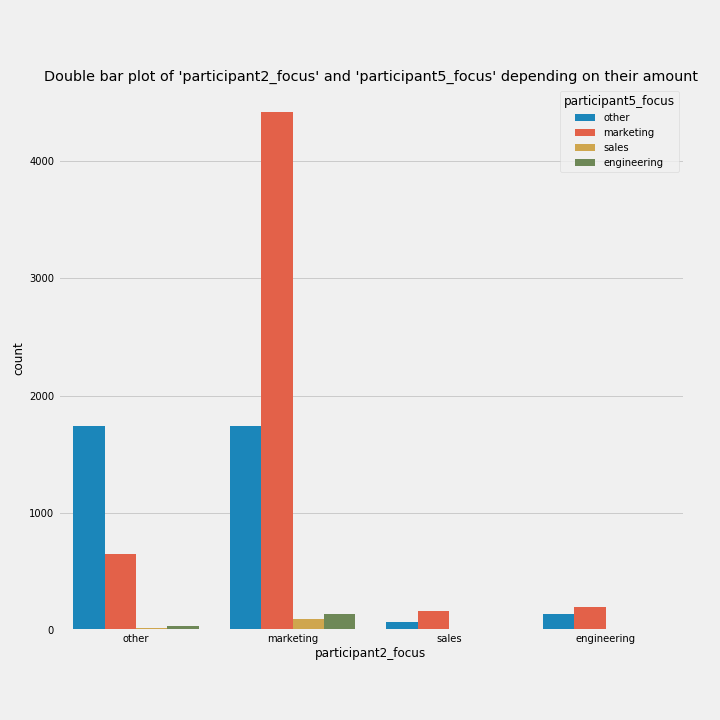 Double bar plot of 'participant2_focus' and 'participant5_focus' depending on their amount
participant5_focus
other
marketing
sales
engineering
4000
3000
2000
1000
0
count
other
marketing
sales
engineering
participant2_focus